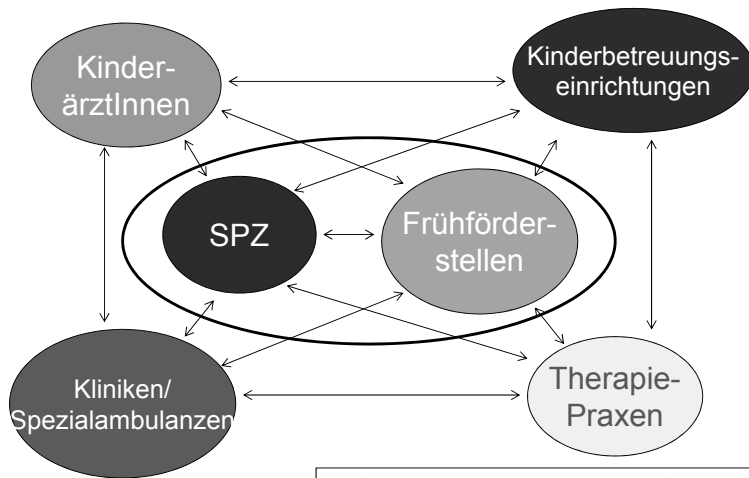 Kinder-
ärztInnen
Kinderbetreuungs-
einrichtungen
SPZ
Frühförder-
stellen
Kliniken/
Spezialambulanzen
Therapie-
Praxen